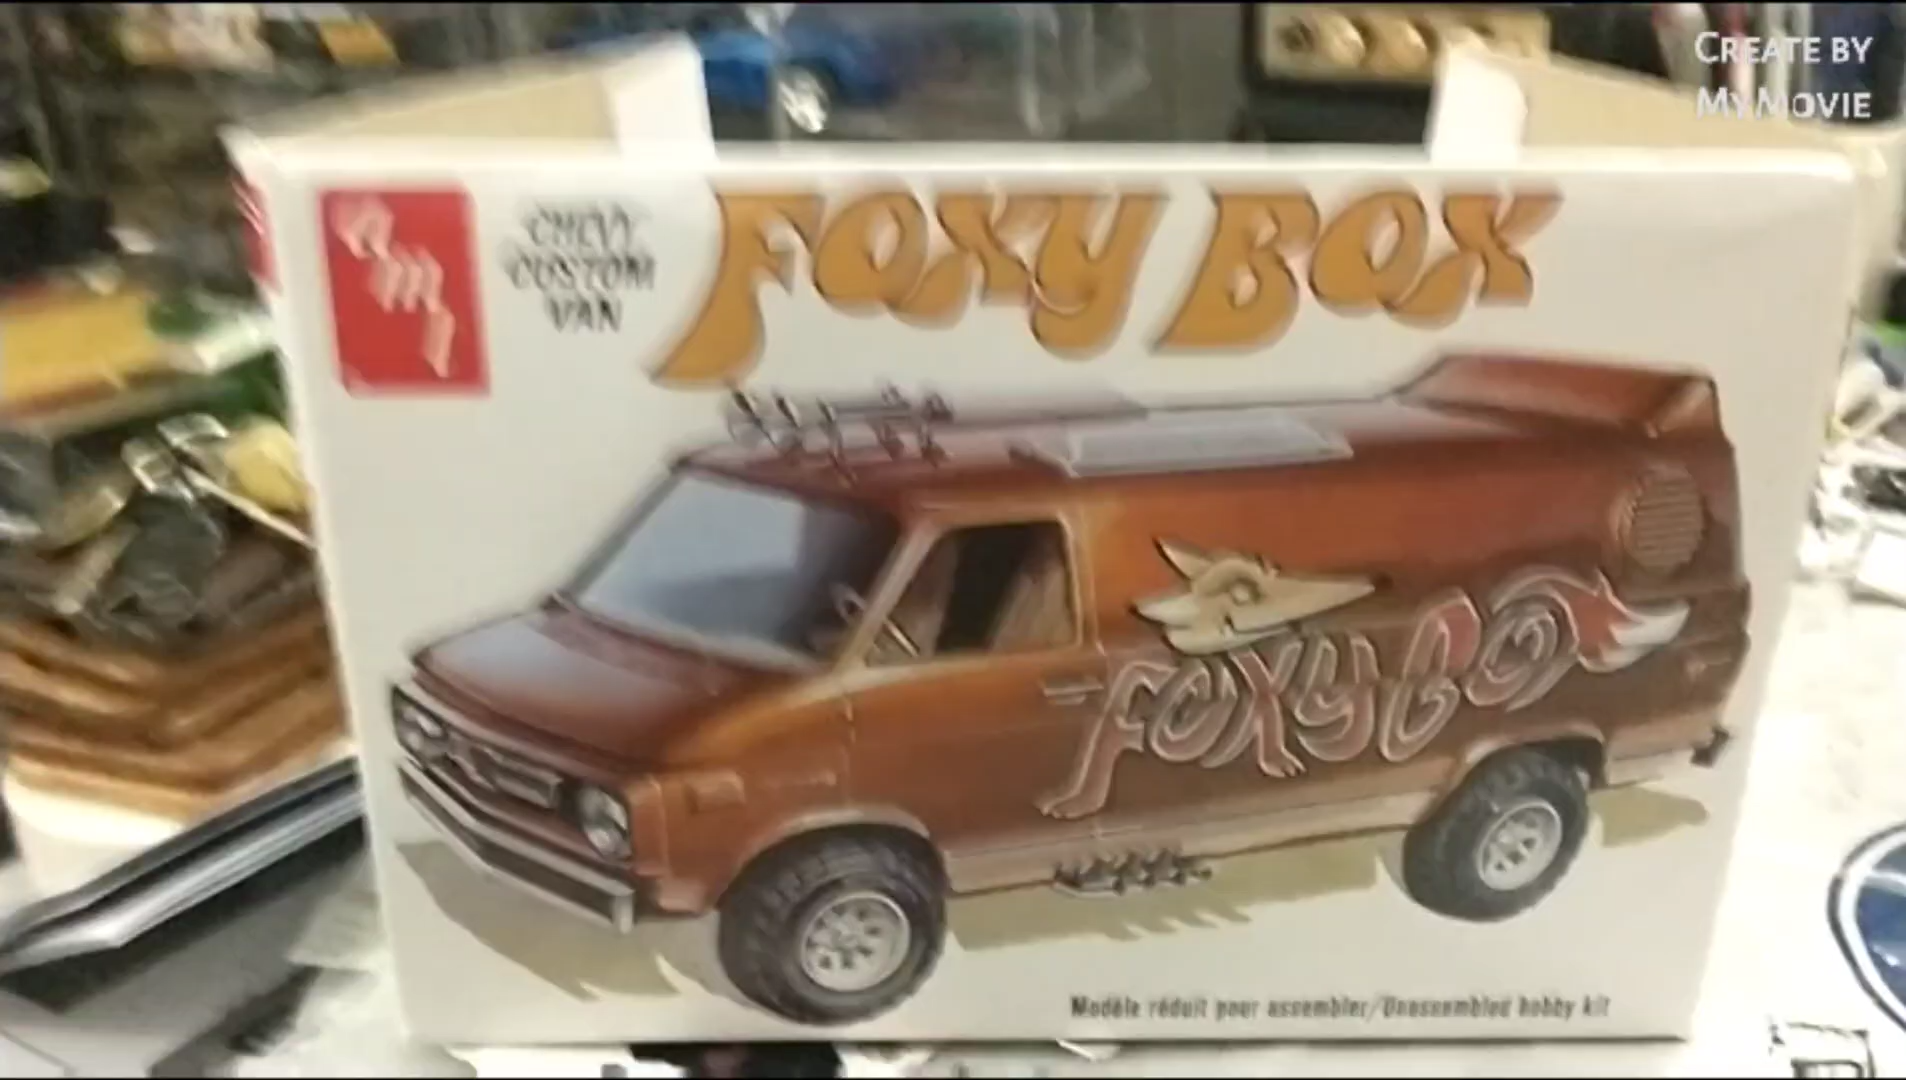 CREATE BY
MYMOVIE
amt
CHEVY
CUSTOM
VAN
FOXY BOX
FOXY BOX
Modèle réduit pour assembler/Unassembled hobby kit